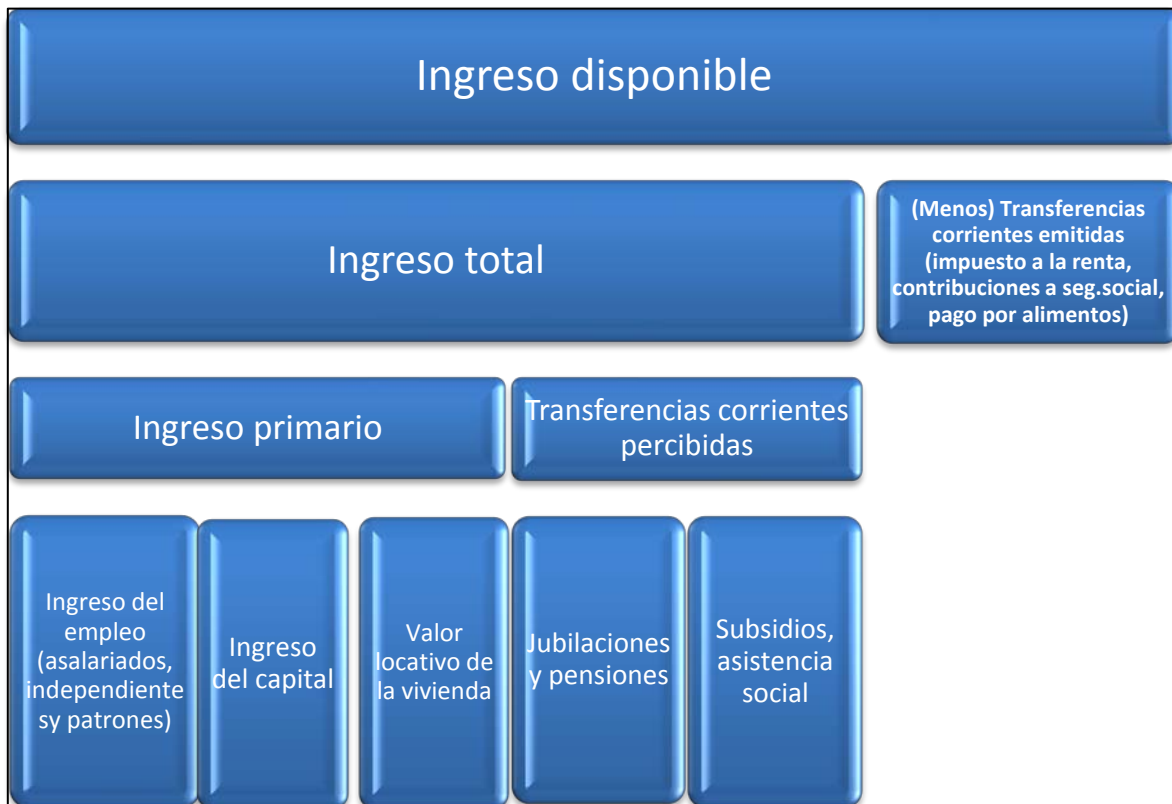 Ingreso disponible
Ingreso total
(Menos) Transferencias
corrientes emitidas
(impuesto a la renta,
contribuciones a seg.social,
pago por alimentos)
Ingreso primario
Transferencias corrientes
percibidas
Ingreso del
empleo
(asalariados,
independiente
sy patrones)
Ingreso
del capital
Valor
locativo de
la vivienda
Jubilaciones
y pensiones
Subsidios,
asistencia
social